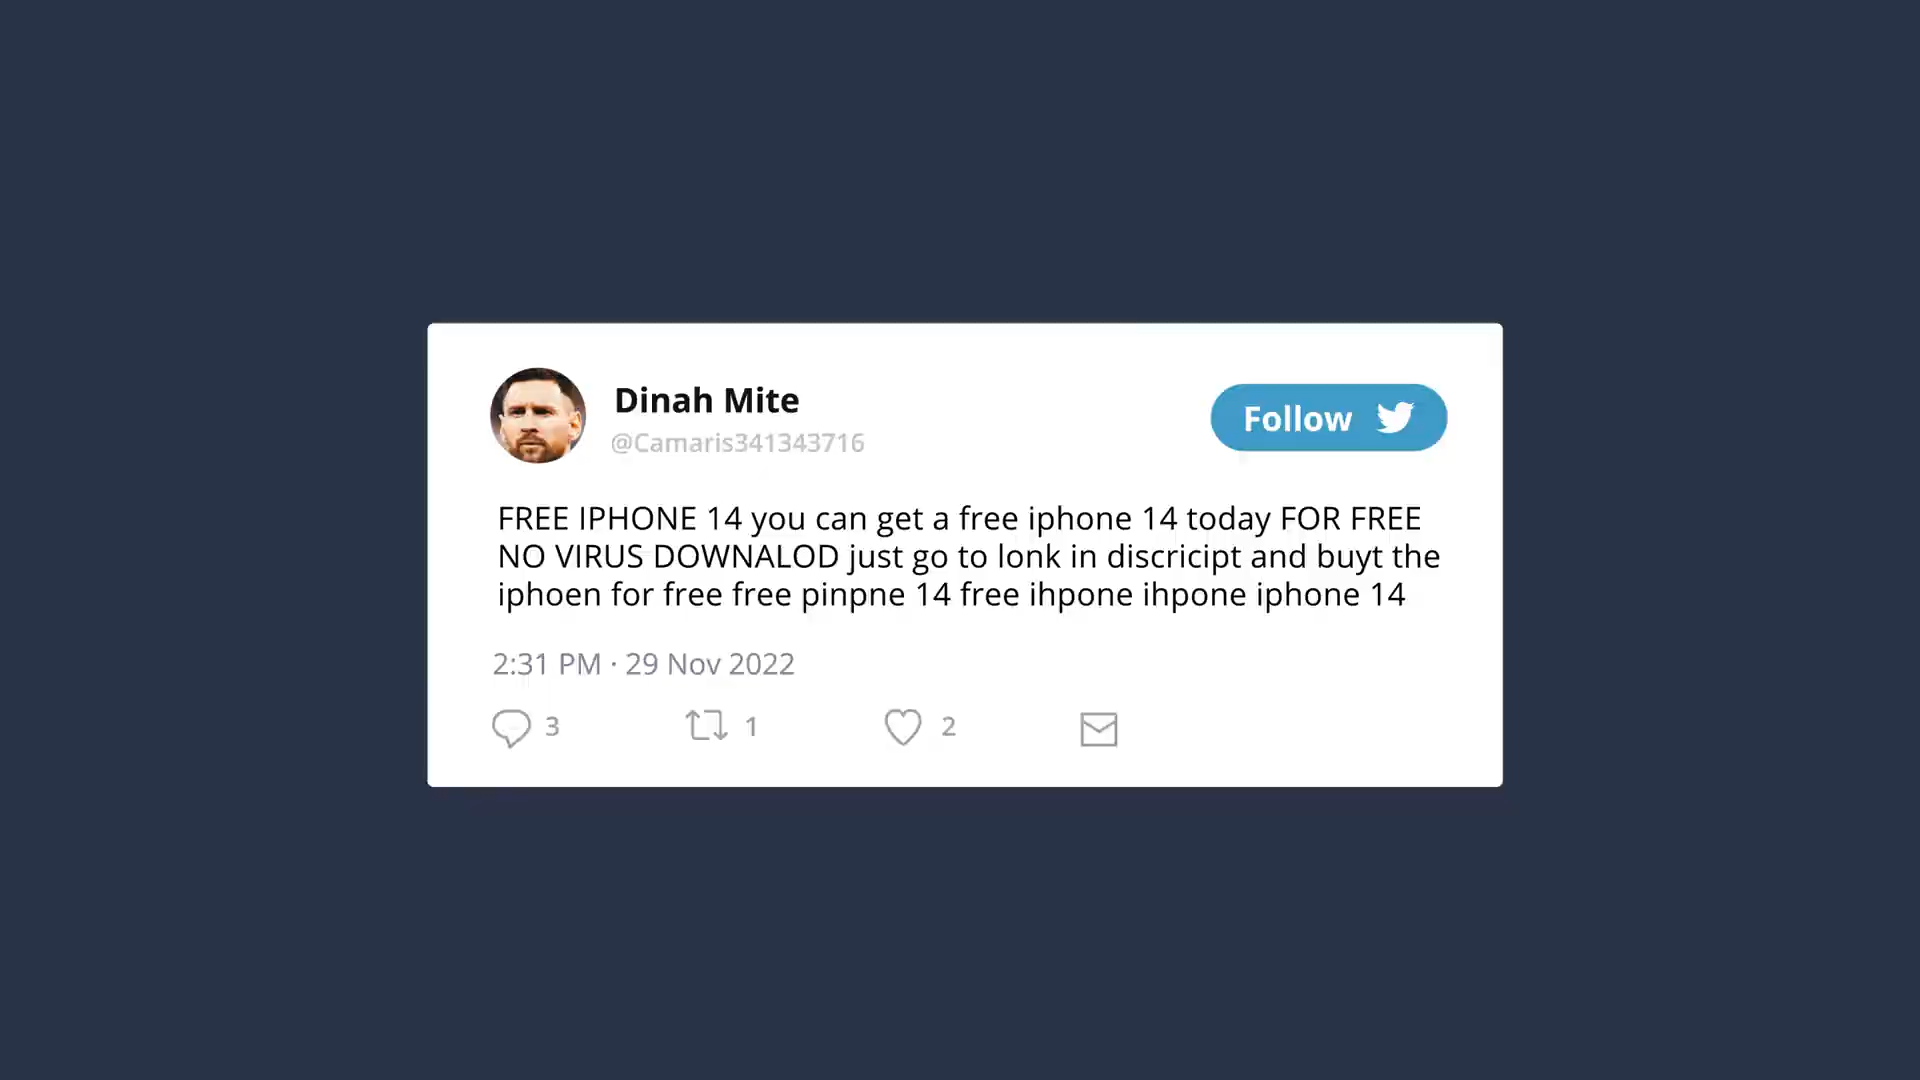 Dinah Mite
@Camaris341343716
Follow
FREE IPHONE 14 you can get a free iphone 14 today FOR FREE
NO VIRUS DOWNALOD just go to lonk in discricipt and buyt the
iphoen for free free pinpne 14 free ihpone ihpone iphone 14
2:31 PM · 29 Nov 2022
3 1 2